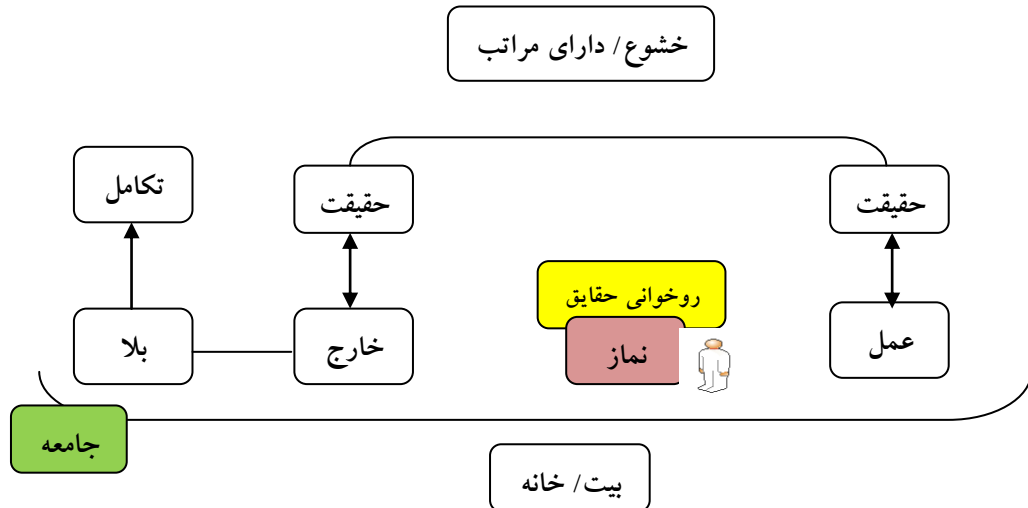 خشوع/ دارای مراتب
حقیقت
حقیقت
تکامل
روخوانی حقایق
عمل
نماز
خارج
بلا
جامعه
بیت/ خانه